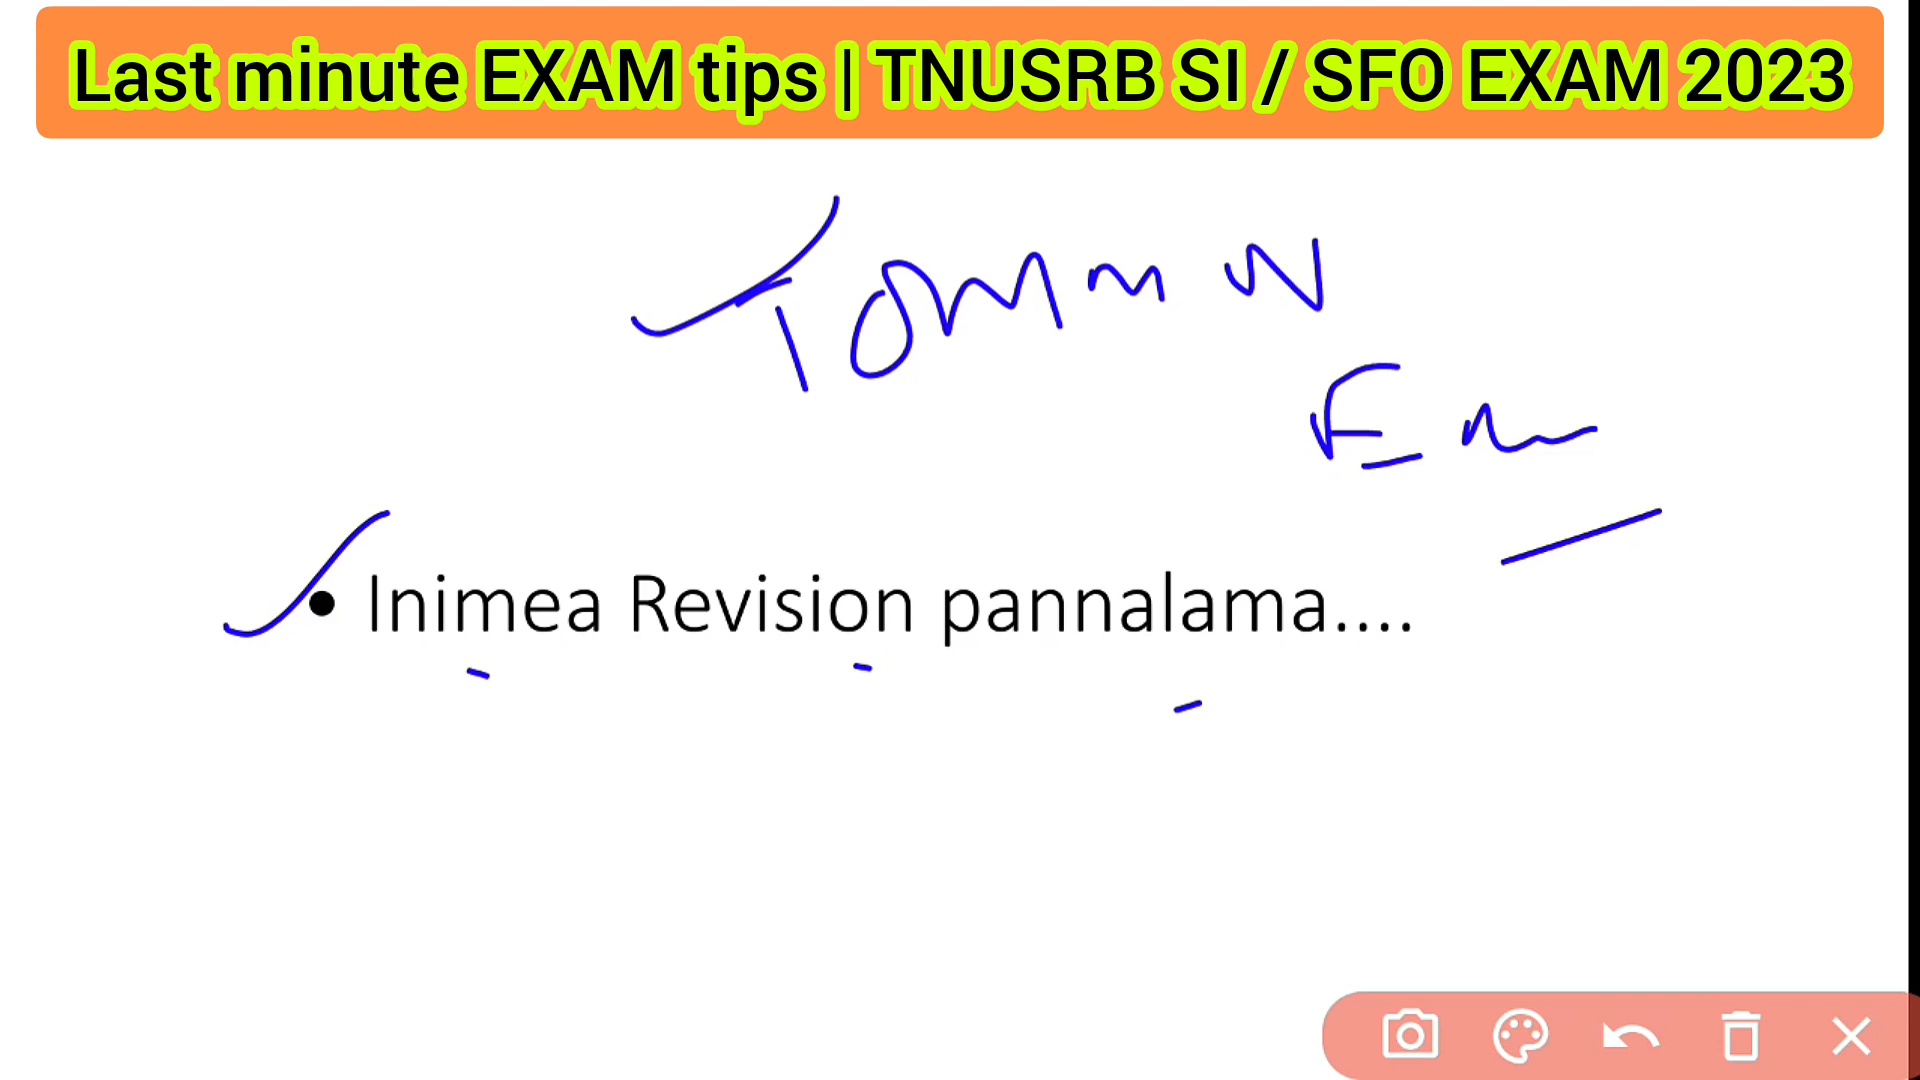 Last minute EXAM tips | TNUSRB SI / SFO EXAM 2023
• Inimea Revision pannalama....